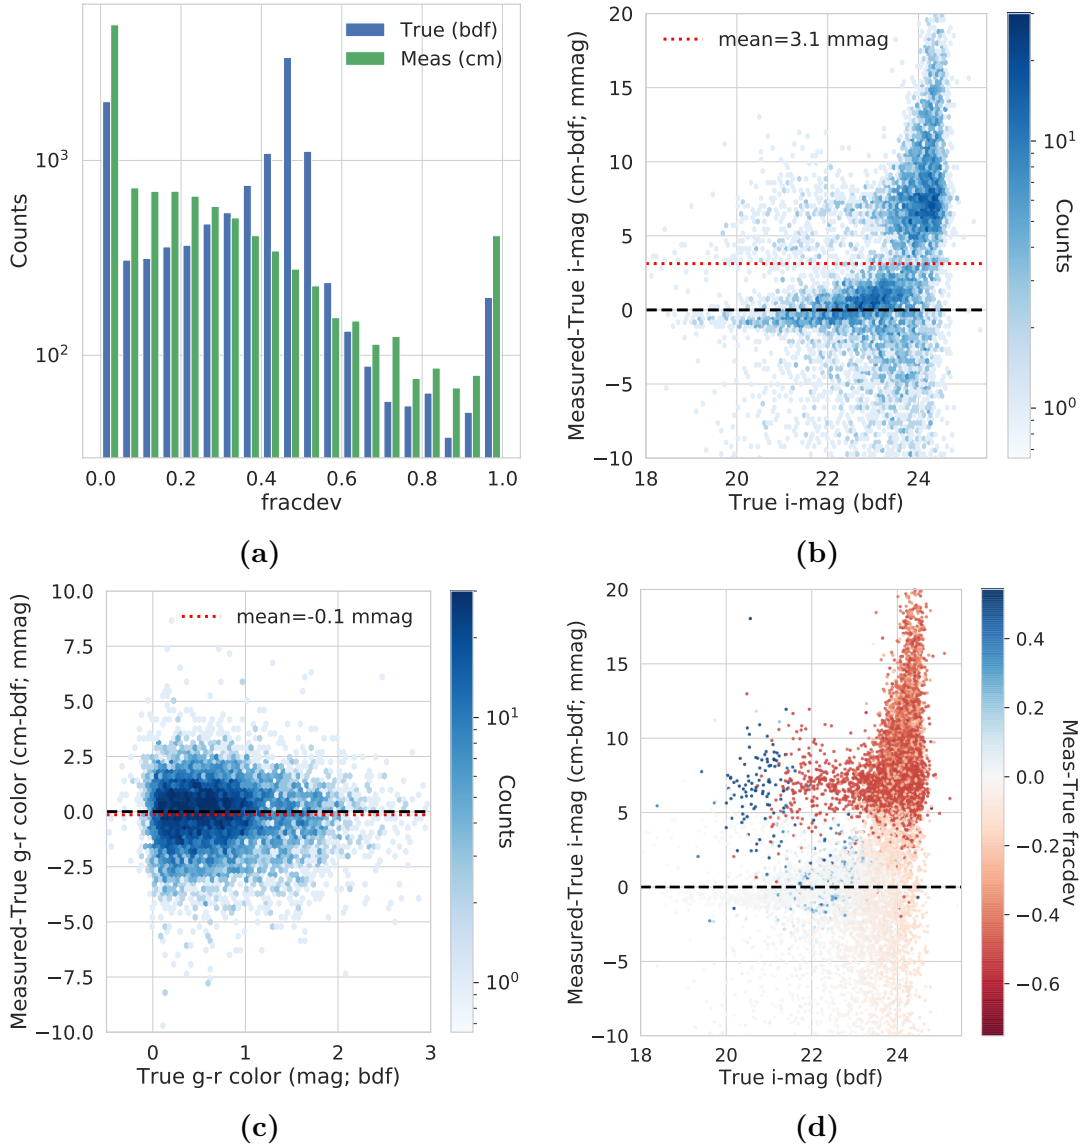 True (bdf)
Meas (cm)
Counts
10³
10²
0.0 0.2 0.4 0.6 0.8 1.0
fracdev
(a)
mean=3.1 mmag
Measured-True i-mag (cm-bdf; mmag)
20
15
10
5
0
−5
−10
18 20 22 24
True i-mag (bdf)
10¹
10⁰
Counts
(b)
mean=-0.1 mmag
Measured-True g-r color (cm-bdf; mmag)
10.0
7.5
5.0
2.5
0.0
−2.5
−5.0
−7.5
−10.0
0 1 2 3
True g-r color (mag; bdf)
10¹
10⁰
Counts
(c)
Measured-True i-mag (cm-bdf; mmag)
20
15
10
5
0
−5
−10
18 20 22 24
True i-mag (bdf)
0.4
0.2
0.0
−0.2
−0.4
−0.6
Meas-True fracdev
(d)